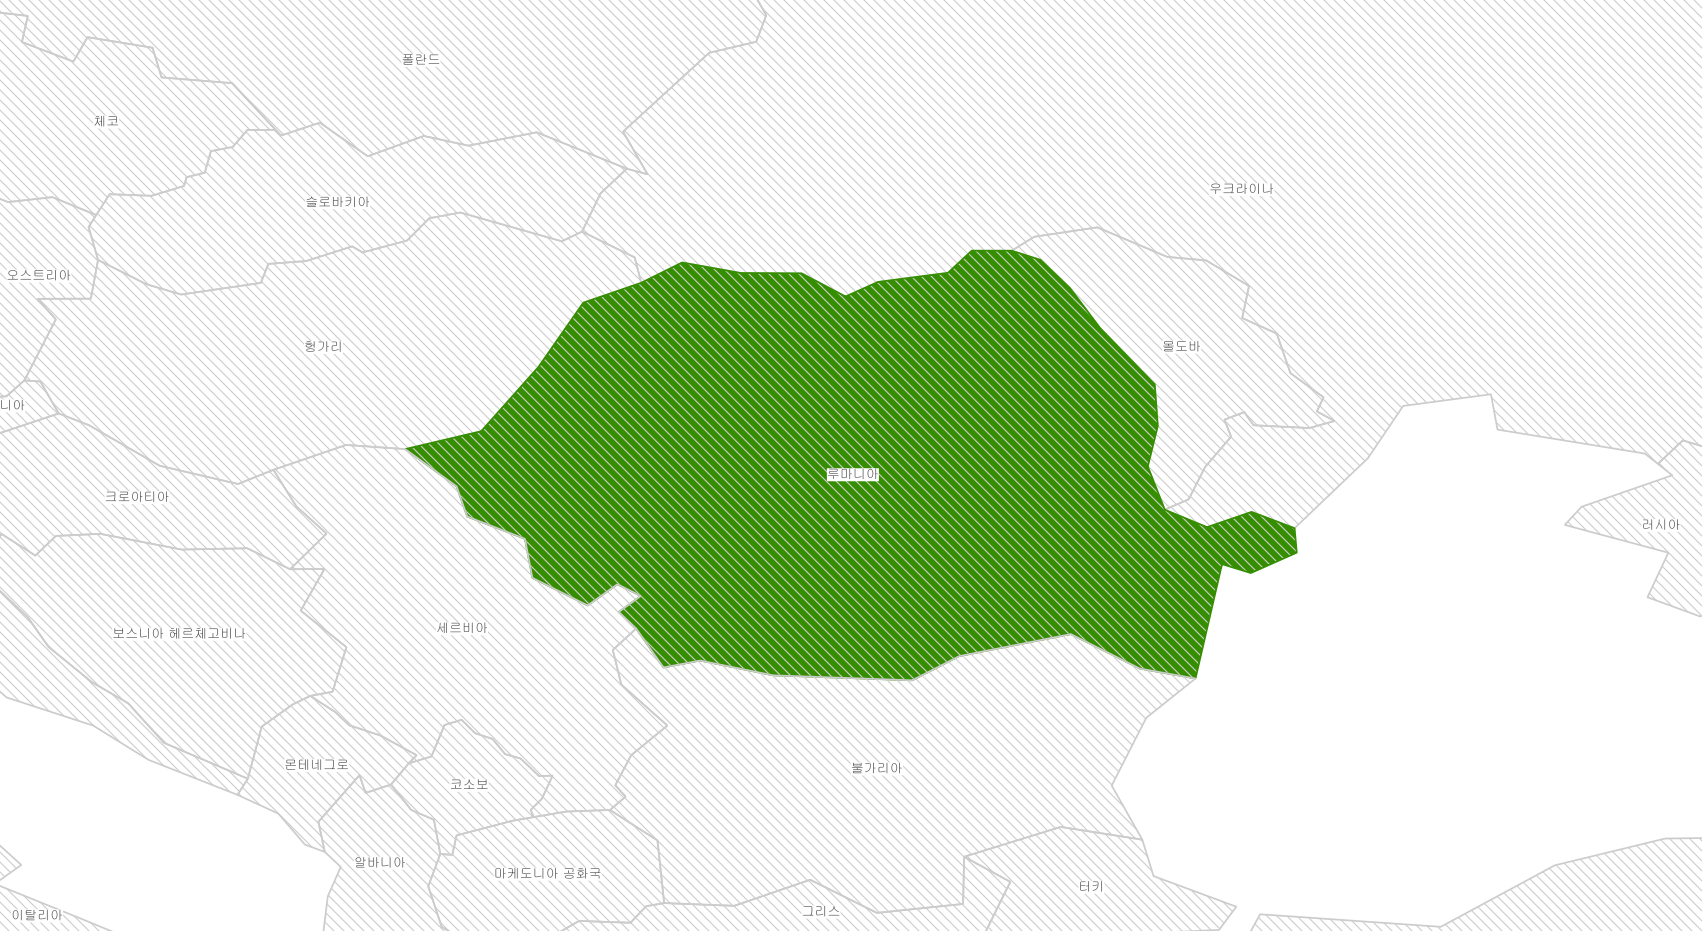 폴란드
체코
우크라이나
슬로바키아
오스트리아
헝가리
몰도바
니아
루마니아
크로아티아
러시아
세르비아
보스니아 헤르체고비나
몬테네그로
불가리아
코소보
알바니아
마케도니아 공화국
터키
그리스
이탈리아